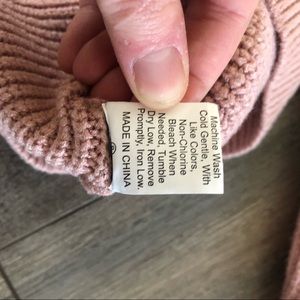 Machine Wash
Cold Gentle, With
Like Colors,
Non-Chlorine
Bleach When
Needed, Tumble
Dry Low, Remove
Promptly, Iron Low.
MADE IN CHINA